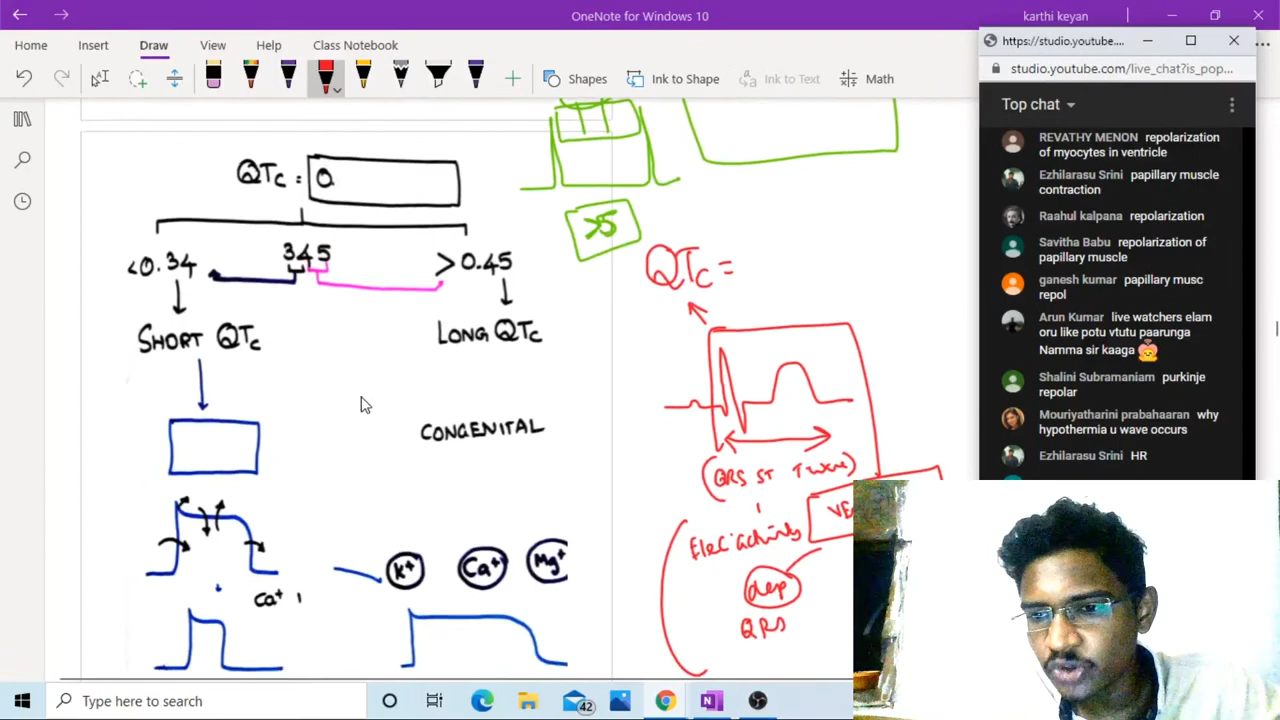 OneNote for Windows 10
karthi keyan
Home Insert Draw View Help Class Notebook
Shapes Ink to Shape Ink to Text Math
https://studio.youtube....
studio.youtube.com/live_chat?is_pop...
Top chat
REVATHY MENON repolarization
of myocytes in ventricle
Ezhilarasu Srini papillary muscle
contraction
Raahul kalpana repolarization
Savitha Babu repolarization of
papillary muscle
ganesh kumar papillary musc
repol
Arun Kumar live watchers elam
oru like potu vtutu paarunga
Namma sir kaaga
Shalini Subramaniam purkinje
repolar
Mouriyatharini prabahaaran why
hypothermia u wave occurs
Ezhilarasu Srini HR
QTc = 0.
<0.34 345 >0.45
SHORT QTc LONG QTc
CONGENITAL
K+ Ca+ Mg+
Ca+
QTc =
(QRS ST T wave)
VE
dep
QRS
Type here to search
42